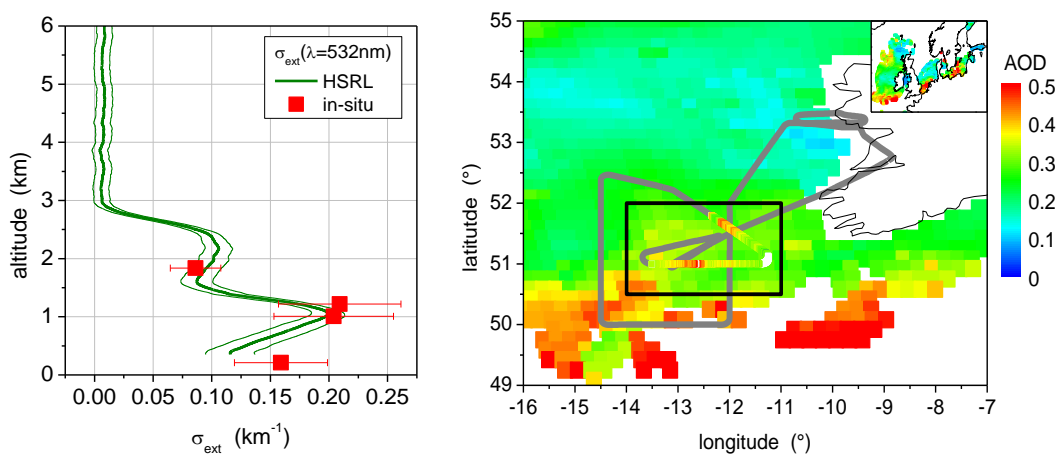 6
5
4
3
2
1
0
altitude (km)
0.00 0.05 0.10 0.15 0.20 0.25
σext (km-1)
σext(λ=532nm)
HSRL
in-situ
55
54
53
52
51
50
49
latitutde (°)
-16 -15 -14 -13 -12 -11 -10 -9 -8 -7
longitude (°)
AOD
0.5
0.4
0.3
0.2
0.1
0